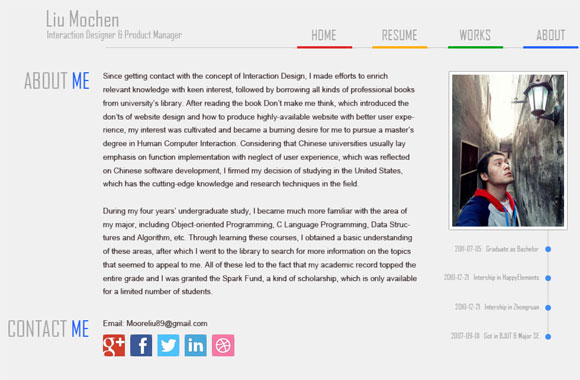 Liu Mochen
Interaction Designer & Product Manager
HOME
RESUME
WORKS
ABOUT
ABOUT ME
Since getting contact with the concept of Interaction Design, I made efforts to enrich
relevant knowledge with keen interest, followed by borrowing all kinds of professional books
from university's library. After reading the book Don't make me think, which introduced the
don'ts of website design and how to produce highly-available website with better user expe-
rience, my interest was cultivated and became a burning desire for me to pursue a master's
degree in Human Computer Interaction. Considering that Chinese universities usually lay
emphasis on function implementation with neglect of user experience, which was reflected
on Chinese software development, I firmed my decision of studying in the United States,
which has the cutting-edge knowledge and research techniques in the field.
During my four years' undergraduate study, I became much more familiar with the area of
my major, including Object-oriented Programming, C Language Programming, Data Struc-
tures and Algorithm, etc. Through learning these courses, I obtained a basic understanding
of these areas, after which I went to the library to search for more information on the topics
that seemed to appeal to me. All of these led to the fact that my academic record topped the
entire grade and I was granted the Spark Fund, a kind of scholarship, which is only available
for a limited number of students.
2011-07-05 Graduate as Bachelor
2010-12-21 Intership in HappyElements
2010-12-21 Intership in Zhongruan
2007-09-01 Got in BJUT & Major SE
CONTACT ME
Email: Mooreliu89@gmail.com
g+
f
in